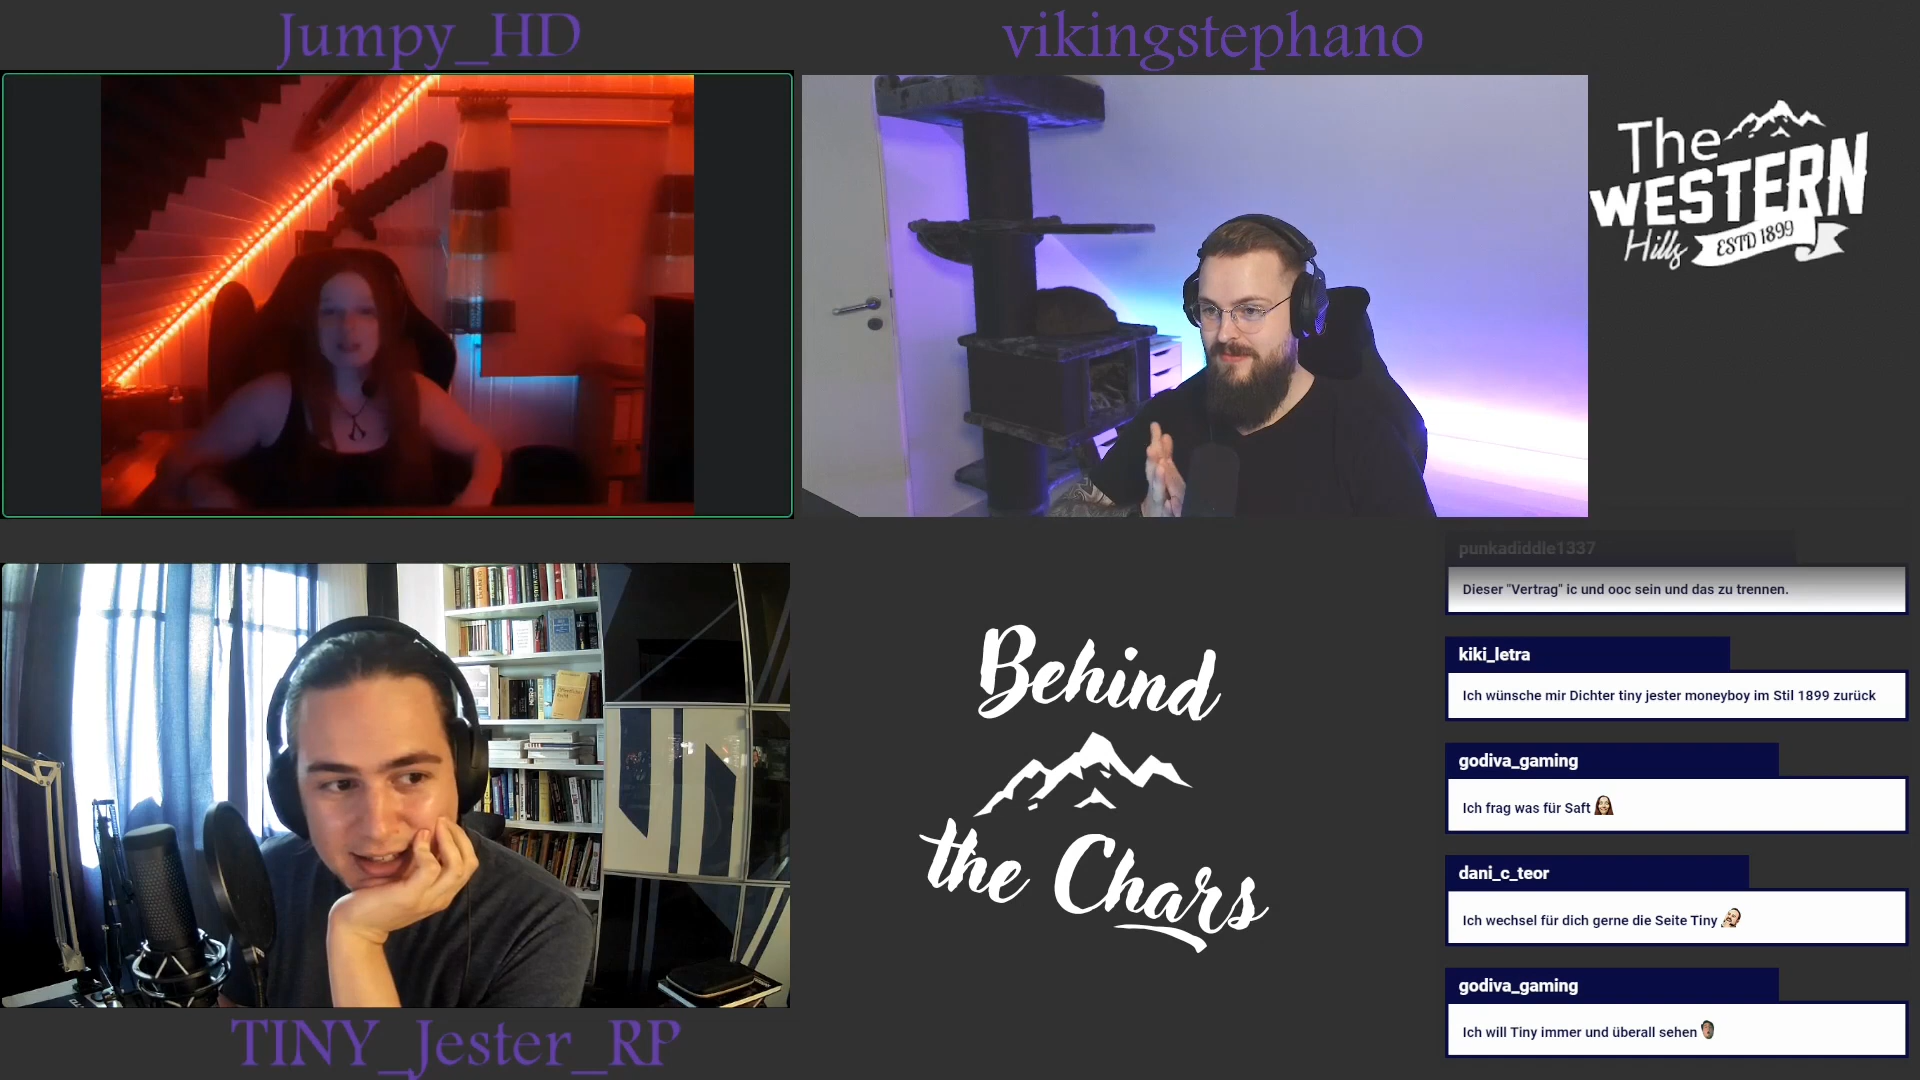 Jumpy_HD
vikingstephano
The
WESTERN
Hills
ESTD 1899
punkadiddle1337
Dieser "Vertrag" ic und ooc sein und das zu trennen.
kiki_letra
Ich wünsche mir Dichter tiny jester moneyboy im Stil 1899 zurück
godiva_gaming
Ich frag was für Saft
dani_c_teor
Ich wechsel für dich gerne die Seite Tiny
godiva_gaming
Ich will Tiny immer und überall sehen
Behind
the Chars
TINY_Jester_RP